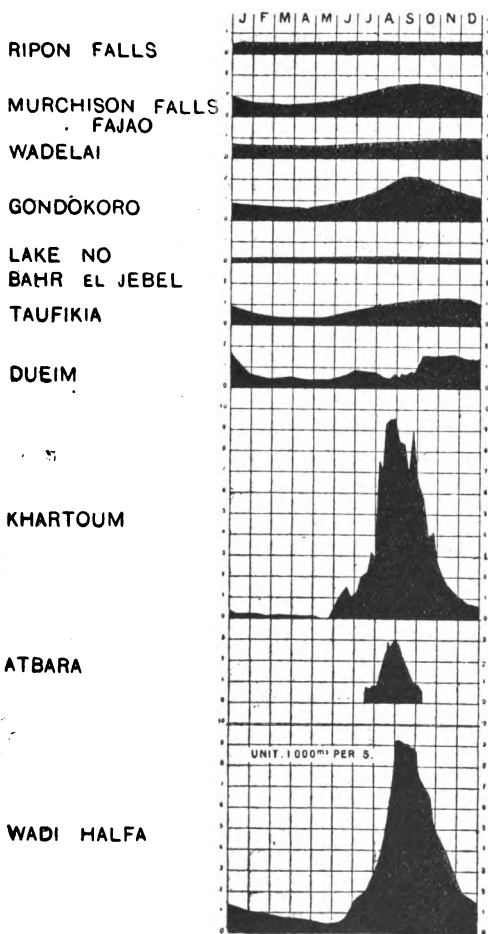 J F M A M J J A S O N D
RIPON FALLS
MURCHISON FALLS
FAJAO
WADELAI
GONDOKORO
LAKE NO
BAHR EL JEBEL
TAUFIKIA
DUEIM
KHARTOUM
ATBARA
UNIT. 1000ᵐ³ PER S.
WADI HALFA